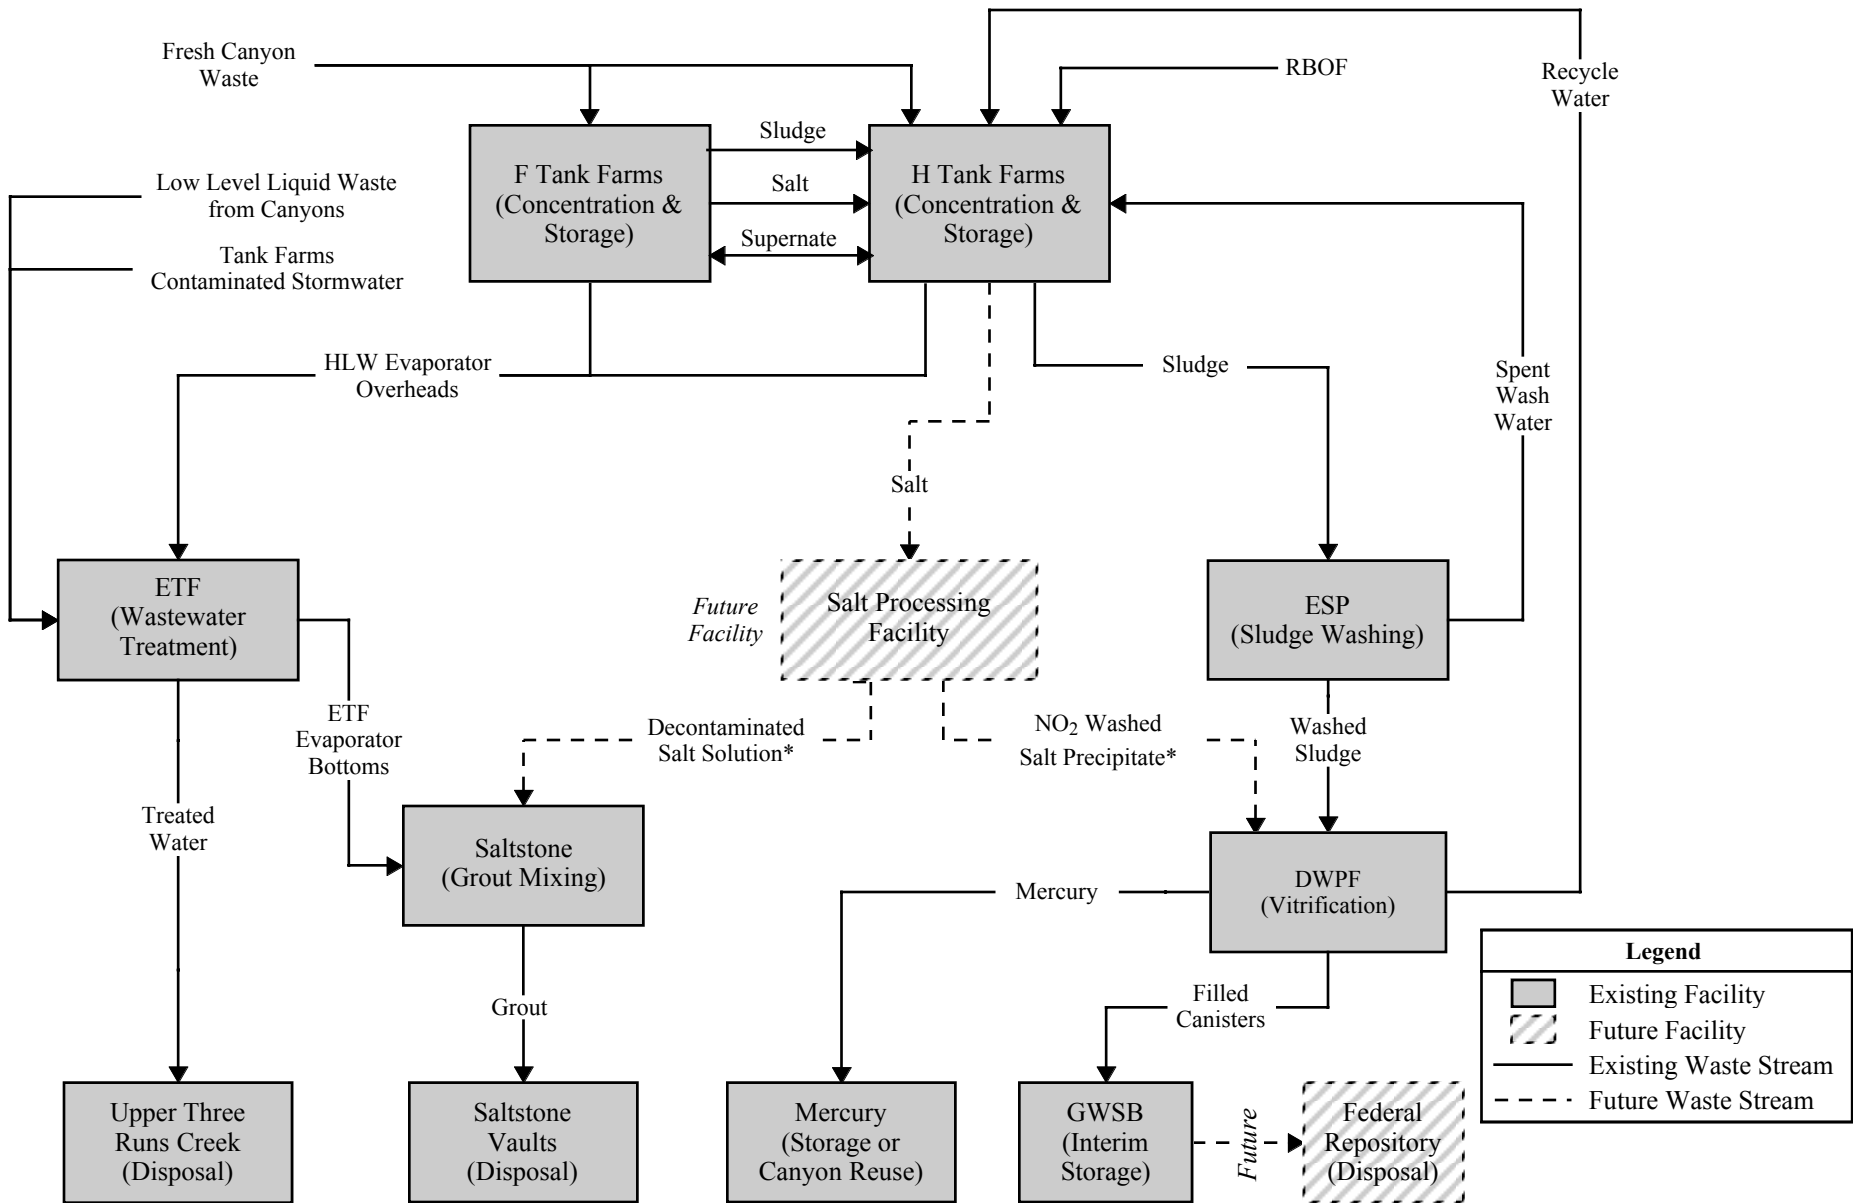 Fresh Canyon
Waste
RBOF
Recycle
Water
Sludge
Salt
Supernate
F Tank Farms
(Concentration &
Storage)
H Tank Farms
(Concentration &
Storage)
Low Level Liquid Waste
from Canyons
Tank Farms
Contaminated Stormwater
HLW Evaporator
Overheads
Sludge
Spent
Wash
Water
Salt
ETF
(Wastewater
Treatment)
Future
Facility
Salt Processing
Facility
ESP
(Sludge Washing)
ETF
Evaporator
Bottoms
Decontaminated
Salt Solution*
NO2 Washed
Salt Precipitate*
Washed
Sludge
Treated
Water
Saltstone
(Grout Mixing)
Mercury
DWPF
(Vitrification)
Grout
Filled
Canisters
Legend
Existing Facility
Future Facility
Existing Waste Stream
Future Waste Stream
Upper Three
Runs Creek
(Disposal)
Saltstone
Vaults
(Disposal)
Mercury
(Storage or
Canyon Reuse)
GWSB
(Interim
Storage)
Future
Federal
Repository
(Disposal)